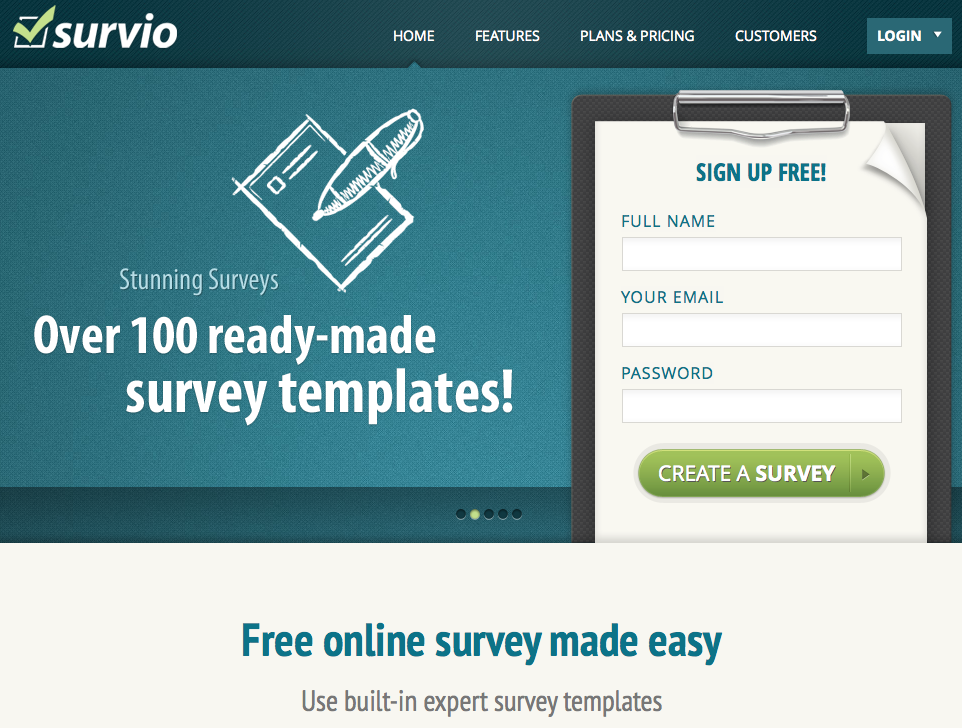 survio
HOME
FEATURES
PLANS & PRICING
CUSTOMERS
LOGIN
Stunning Surveys
Over 100 ready-made
survey templates!
SIGN UP FREE!
FULL NAME
YOUR EMAIL
PASSWORD
CREATE A SURVEY
Free online survey made easy
Use built-in expert survey templates